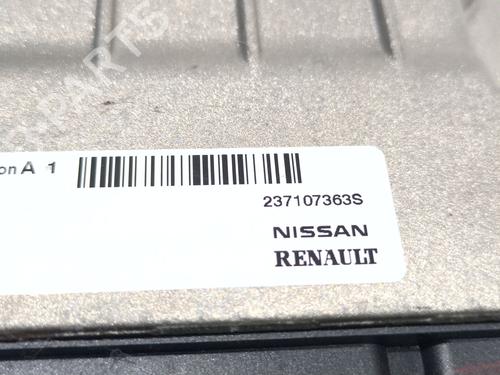 on A 1
237107363S
NISSAN
RENAULT